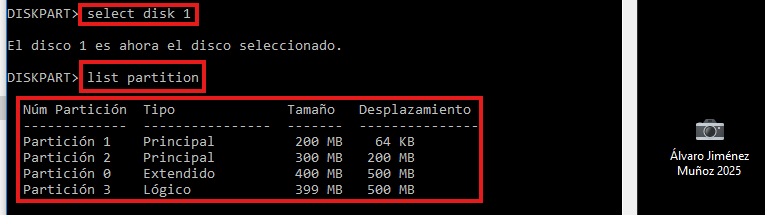 DISKPART> select disk 1
El disco 1 es ahora el disco seleccionado.
DISKPART> list partition
Núm Partición  Tipo              Tamaño   Desplazamiento
-------------  ----------------  -------  ---------------
Partición 1    Principal          200 MB    64 KB
Partición 2    Principal          300 MB   200 MB
Partición 0    Extendido          400 MB   500 MB
Partición 3    Lógico             399 MB   500 MB
Álvaro Jiménez
Muñoz 2025